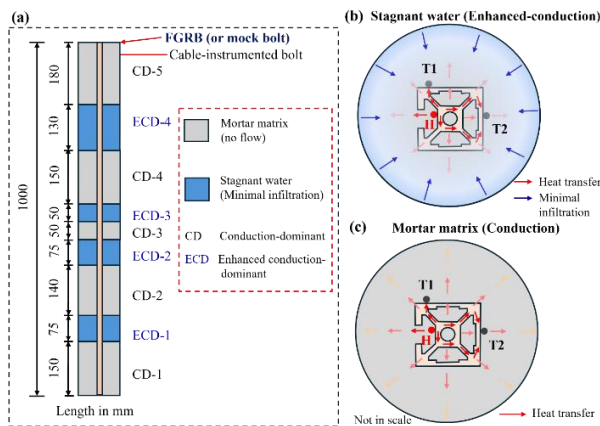 (a)
FGRB (or mock bolt)
Cable-instrumented bolt)
180
CD-5
130
ECD-4
150
CD-4
50
ECD-3
50
CD-3
75
ECD-2
140
CD-2
75
ECD-1
150
CD-1
1000
Length in mm
Mortar matrix
(no flow)
Stagnant water
(Minimal infiltration)
CD Conduction-dominant
ECD Enhanced conduction-
dominant
(b) Stagnant water (Enhanced-conduction)
T1
H
T2
Heat transfer
Minimal
infiltration
(c) Mortar matrix (Conduction)
T1
H
T2
Not in scale
Heat transfer